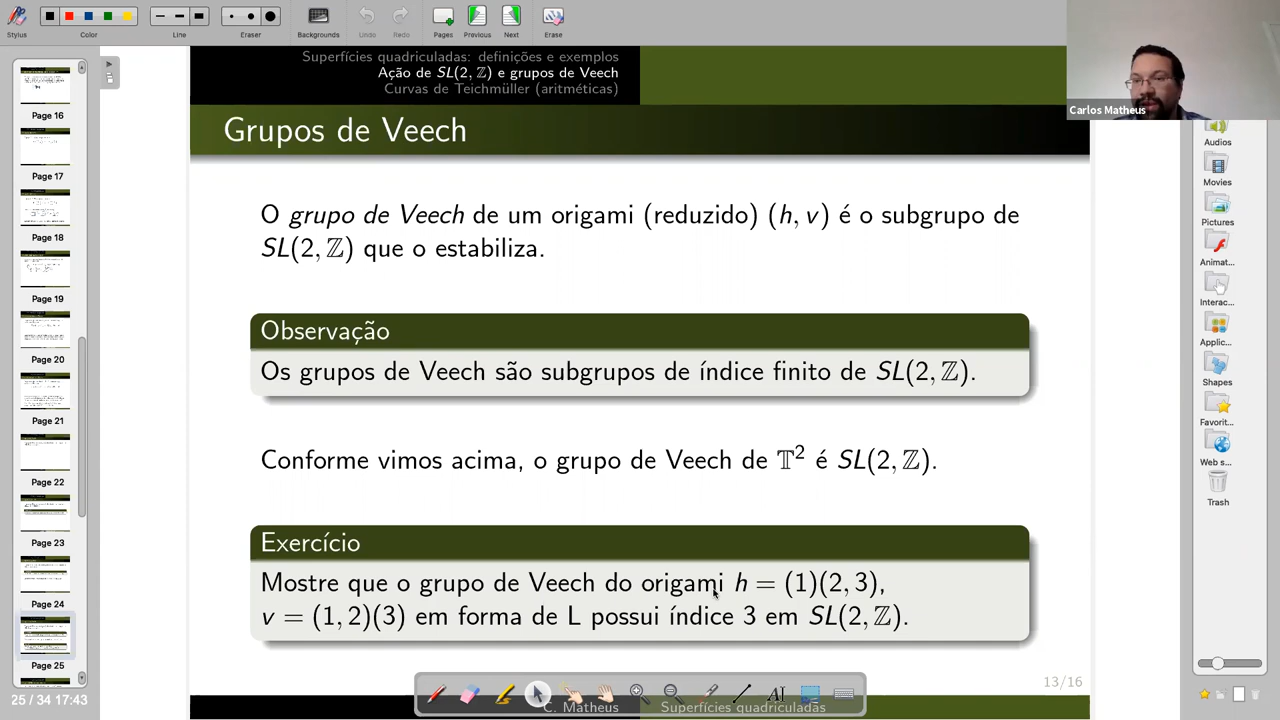 Stylus
Color
Line
Eraser
Backgrounds
Undo
Redo
Pages
Previous
Next
Erase
Carlos Matheus
Superfícies quadriculadas: definições e exemplos
Ação de SL(2, ℤ) e grupos de Veech
Curvas de Teichmüller (aritméticas)
Grupos de Veech
O grupo de Veech de um origami (reduzido) (h, v) é o subgrupo de
SL(2, ℤ) que o estabiliza.
Observação
Os grupos de Veech são subgrupos de índice finito de SL(2, ℤ).
Conforme vimos acima, o grupo de Veech de 𝕋² é SL(2, ℤ).
Exercício
Mostre que o grupo de Veech do origami h = (1)(2, 3),
v = (1, 2)(3) em forma de L possui índice 3 em SL(2, ℤ).
13/16
C. Matheus
Superfícies quadriculadas
Page 16
Page 17
Page 18
Page 19
Page 20
Page 21
Page 22
Page 23
Page 24
Page 25
25 / 34 17:43
Audios
Movies
Pictures
Animat...
Interac...
Applic...
Shapes
Favorit...
Web s...
Trash